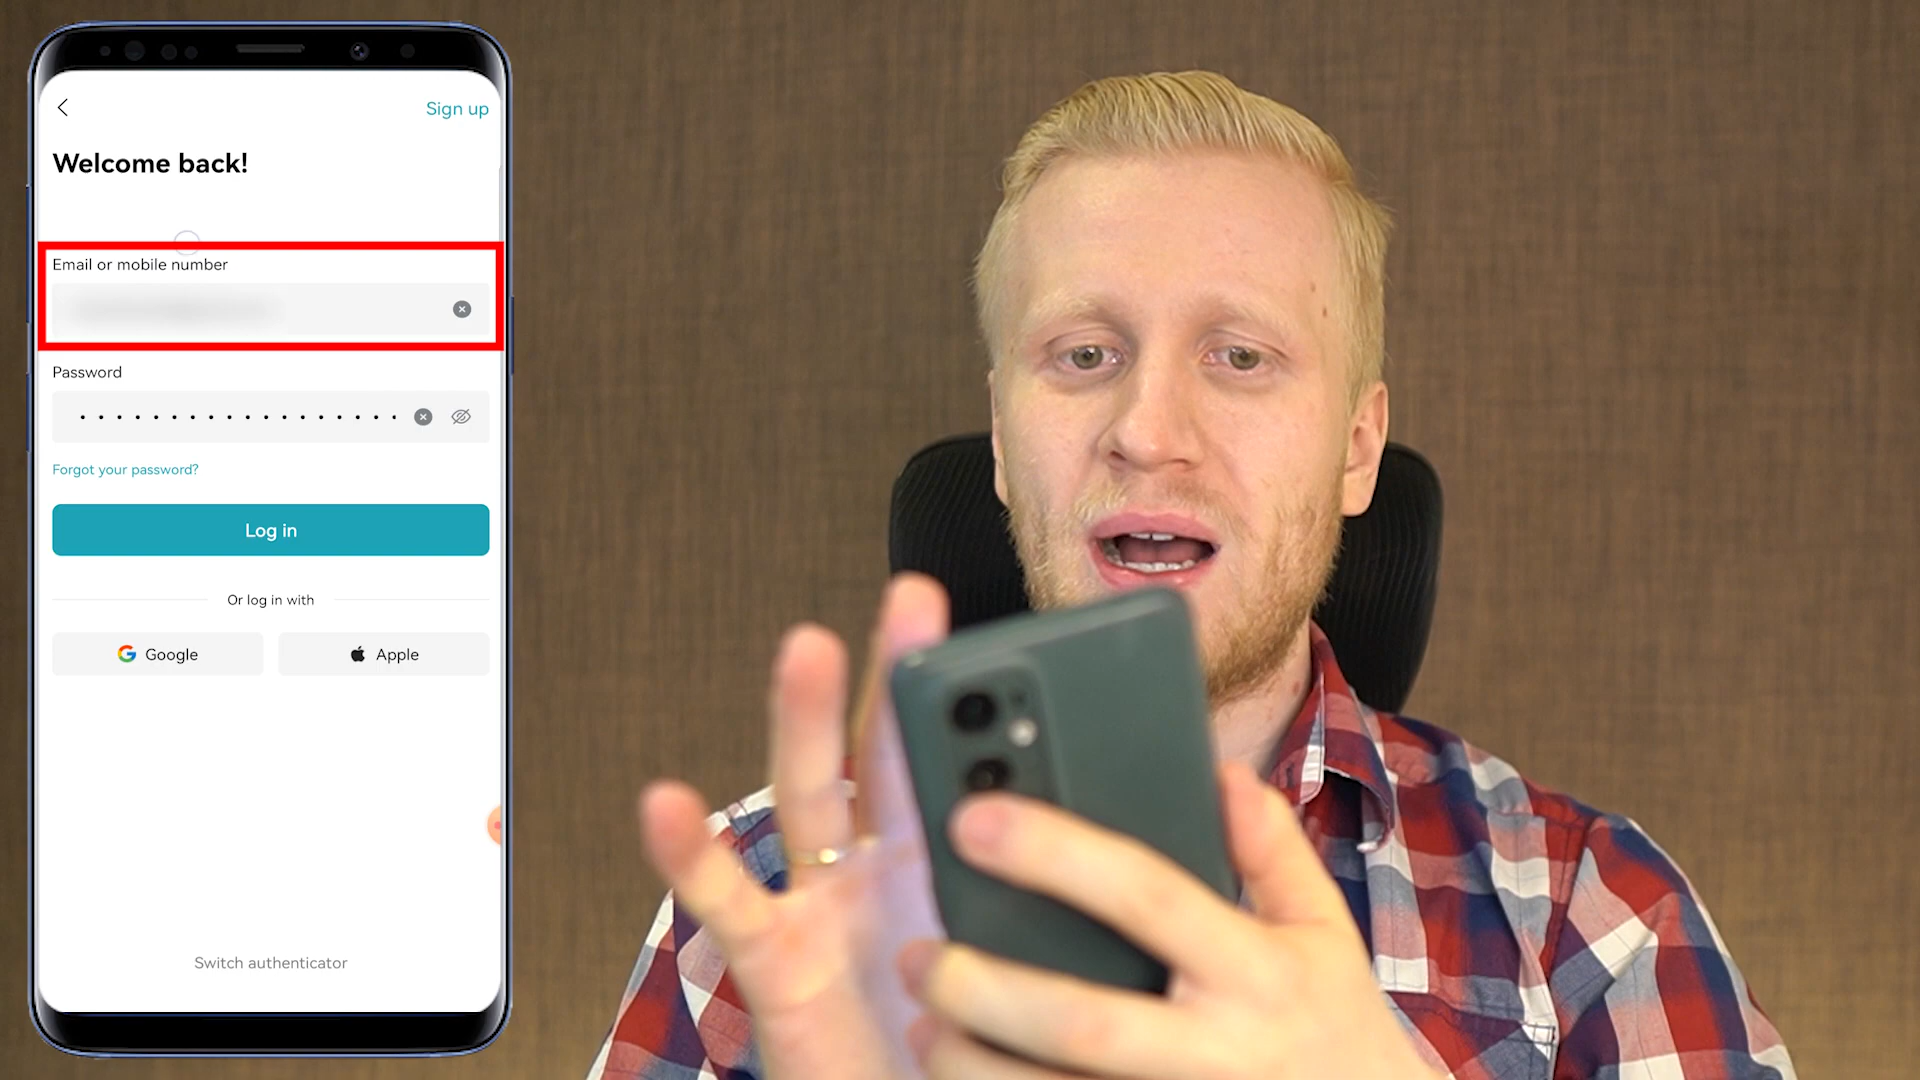 Sign up
Welcome back!
Email or mobile number
Password
Forgot your password?
Log in
Or log in with
Google
Apple
Switch authenticator